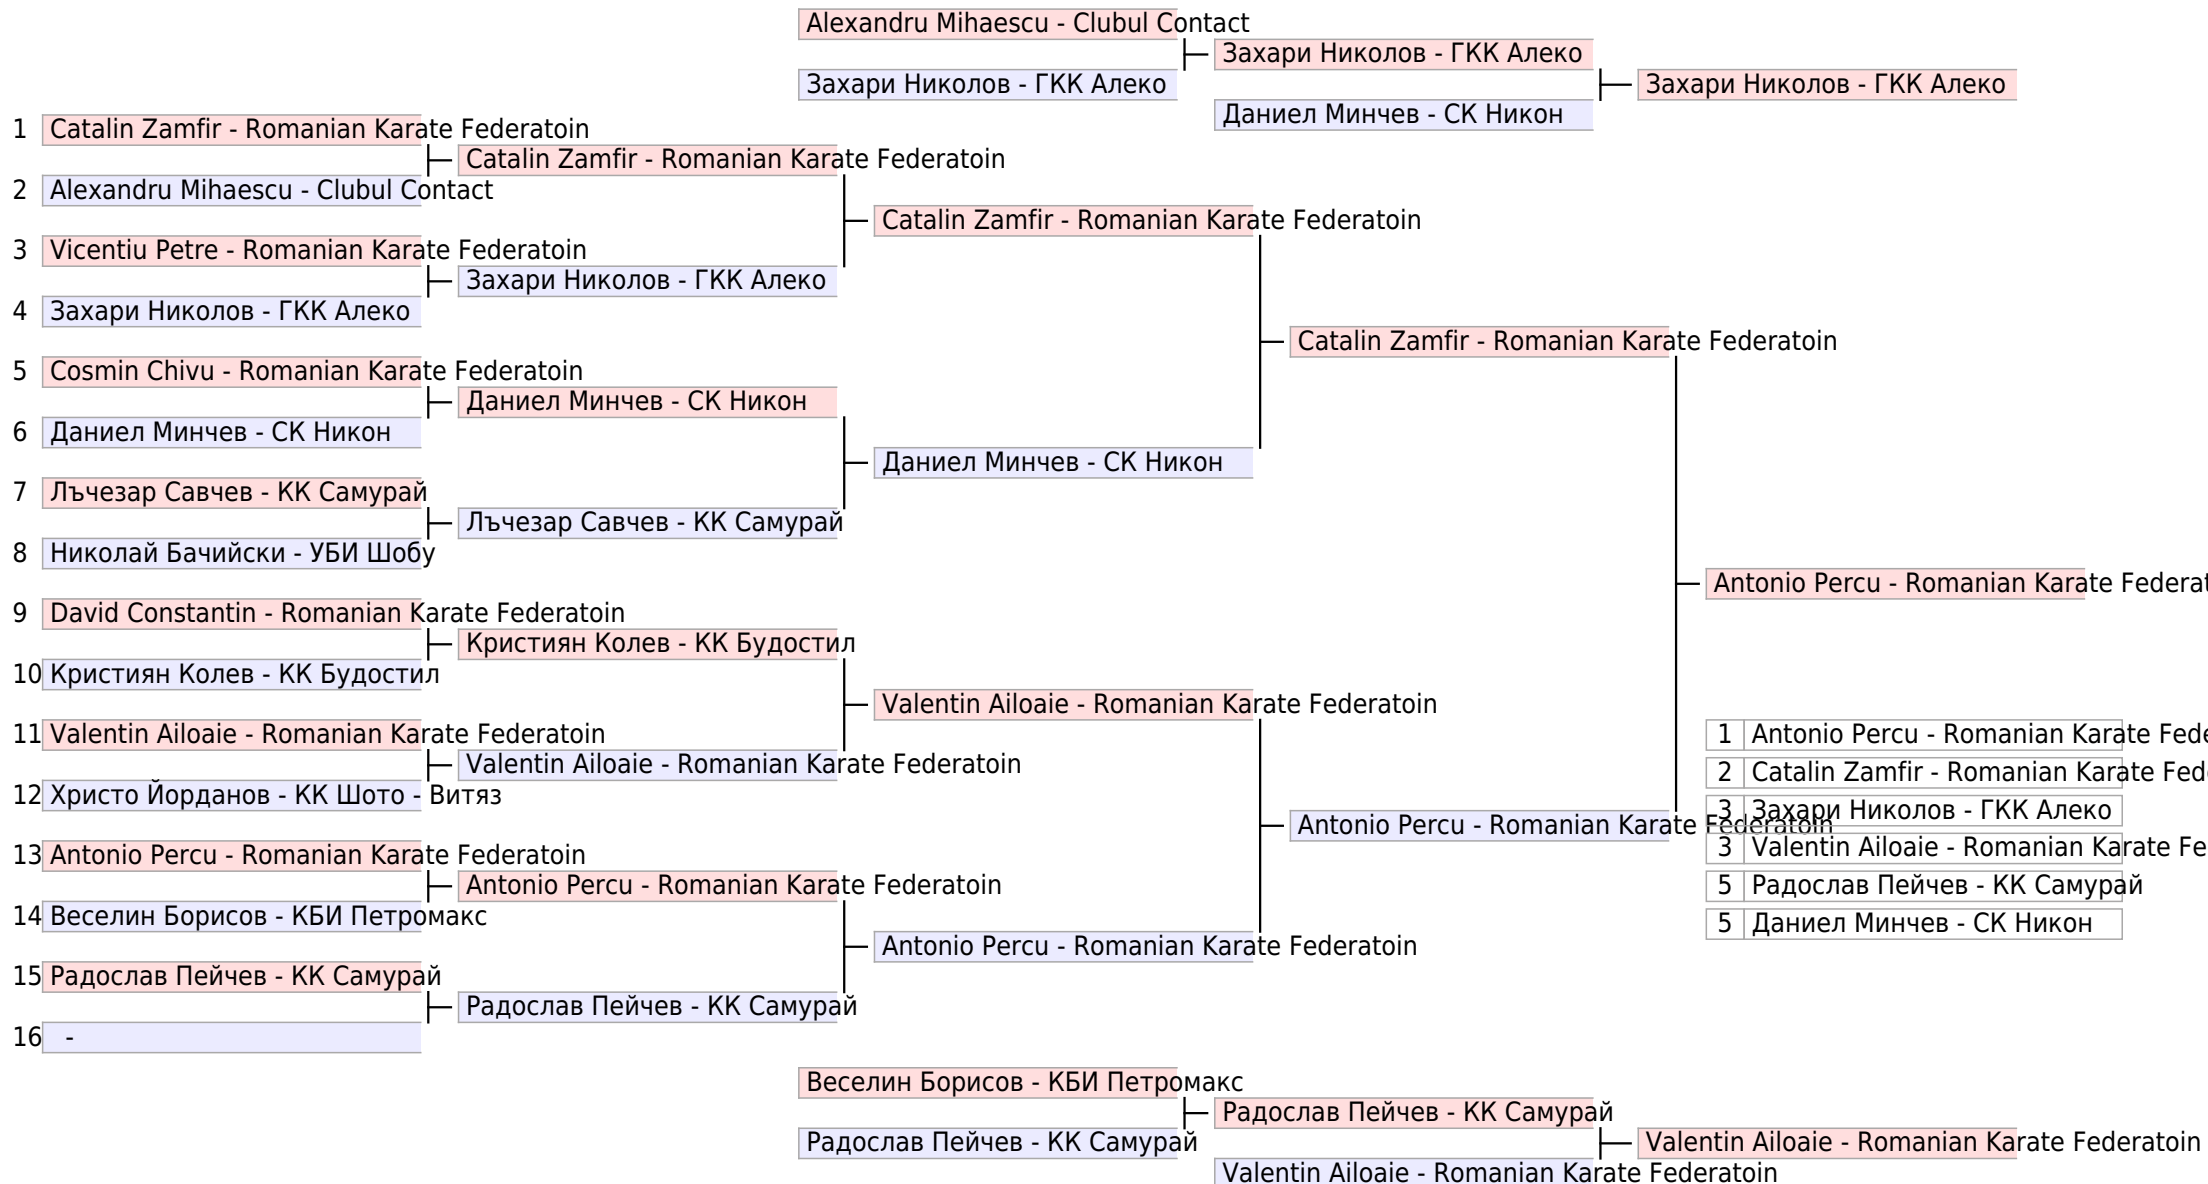 Alexandru Mihaescu - Clubul Contact
Захари Николов - ГКК Алеко
Захари Николов - ГКК Алеко
Захари Николов - ГКК Алеко
Даниел Минчев - СК Никон
1 Catalin Zamfir - Romanian Karate Federatoin
Catalin Zamfir - Romanian Karate Federatoin
2 Alexandru Mihaescu - Clubul Contact
Catalin Zamfir - Romanian Karate Federatoin
3 Vicentiu Petre - Romanian Karate Federatoin
Захари Николов - ГКК Алеко
4 Захари Николов - ГКК Алеко
Catalin Zamfir - Romanian Karate Federatoin
5 Cosmin Chivu - Romanian Karate Federatoin
Даниел Минчев - СК Никон
6 Даниел Минчев - СК Никон
Даниел Минчев - СК Никон
7 Лъчезар Савчев - КК Самурай
Лъчезар Савчев - КК Самурай
8 Николай Бачийски - УБИ Шобу
Antonio Percu - Romanian Karate Federat
9 David Constantin - Romanian Karate Federatoin
Кристиян Колев - КК Будостил
10 Кристиян Колев - КК Будостил
Valentin Ailoaie - Romanian Karate Federatoin
11 Valentin Ailoaie - Romanian Karate Federatoin
1 Antonio Percu - Romanian Karate Fede
Valentin Ailoaie - Romanian Karate Federatoin
2 Catalin Zamfir - Romanian Karate Fed
12 Христо Йорданов - КК Шото - Витяз
3 Захари Николов - ГКК Алеко
Antonio Percu - Romanian Karate Federatoin
3 Valentin Ailoaie - Romanian Karate Fe
13 Antonio Percu - Romanian Karate Federatoin
Antonio Percu - Romanian Karate Federatoin
5 Радослав Пейчев - КК Самурай
14 Веселин Борисов - КБИ Петромакс
5 Даниел Минчев - СК Никон
Antonio Percu - Romanian Karate Federatoin
15 Радослав Пейчев - КК Самурай
Радослав Пейчев - КК Самурай
16 -
Веселин Борисов - КБИ Петромакс
Радослав Пейчев - КК Самурай
Радослав Пейчев - КК Самурай
Valentin Ailoaie - Romanian Karate Federatoin
Valentin Ailoaie - Romanian Karate Federatoin